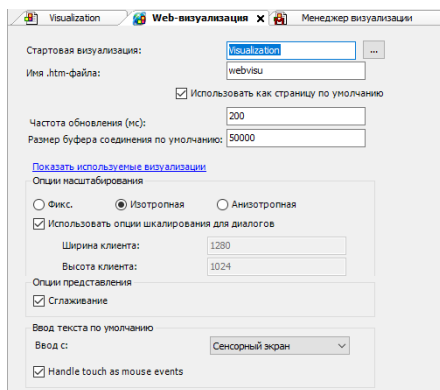 Visualization Web-визуализация x Менеджер визуализации
Стартовая визуализация: Visualization ...
Имя .htm-файла: webvisu
Использовать как страницу по умолчанию
Частота обновления (мс): 200
Размер буфера соединения по умолчанию: 50000
Показать используемые визуализации
Опции масштабирования
Фикс. Изотропная Анизотропная
Использовать опции шкалирования для диалогов
Ширина клиента: 1280
Высота клиента: 1024
Опции представления
Сглаживание
Ввод текста по умолчанию
Ввод с: Сенсорный экран
Handle touch as mouse events